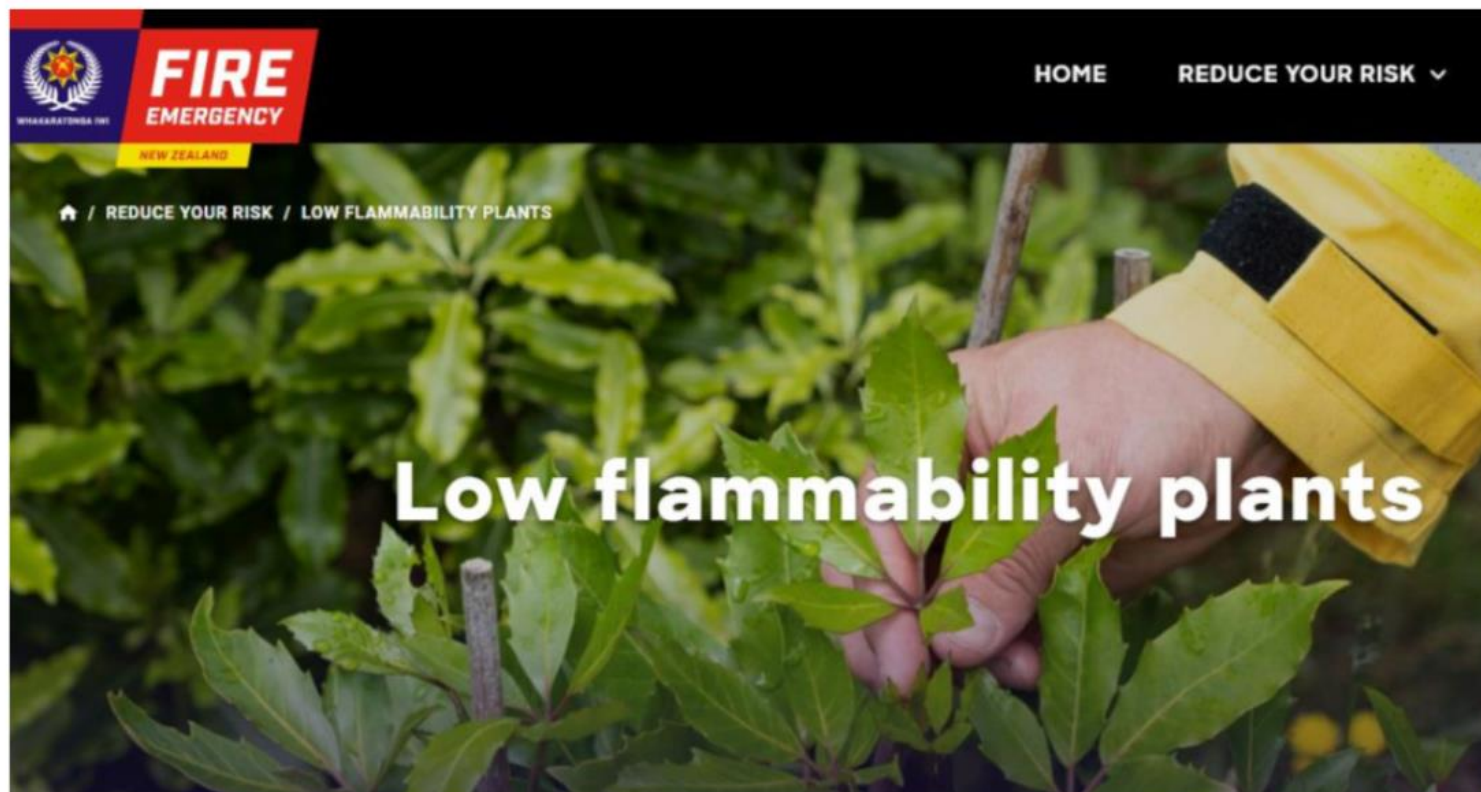 FIRE
EMERGENCY
WHAKARATONGA IWI
NEW ZEALAND
HOME
REDUCE YOUR RISK
/ REDUCE YOUR RISK / LOW FLAMMABILITY PLANTS
Low flammability plants